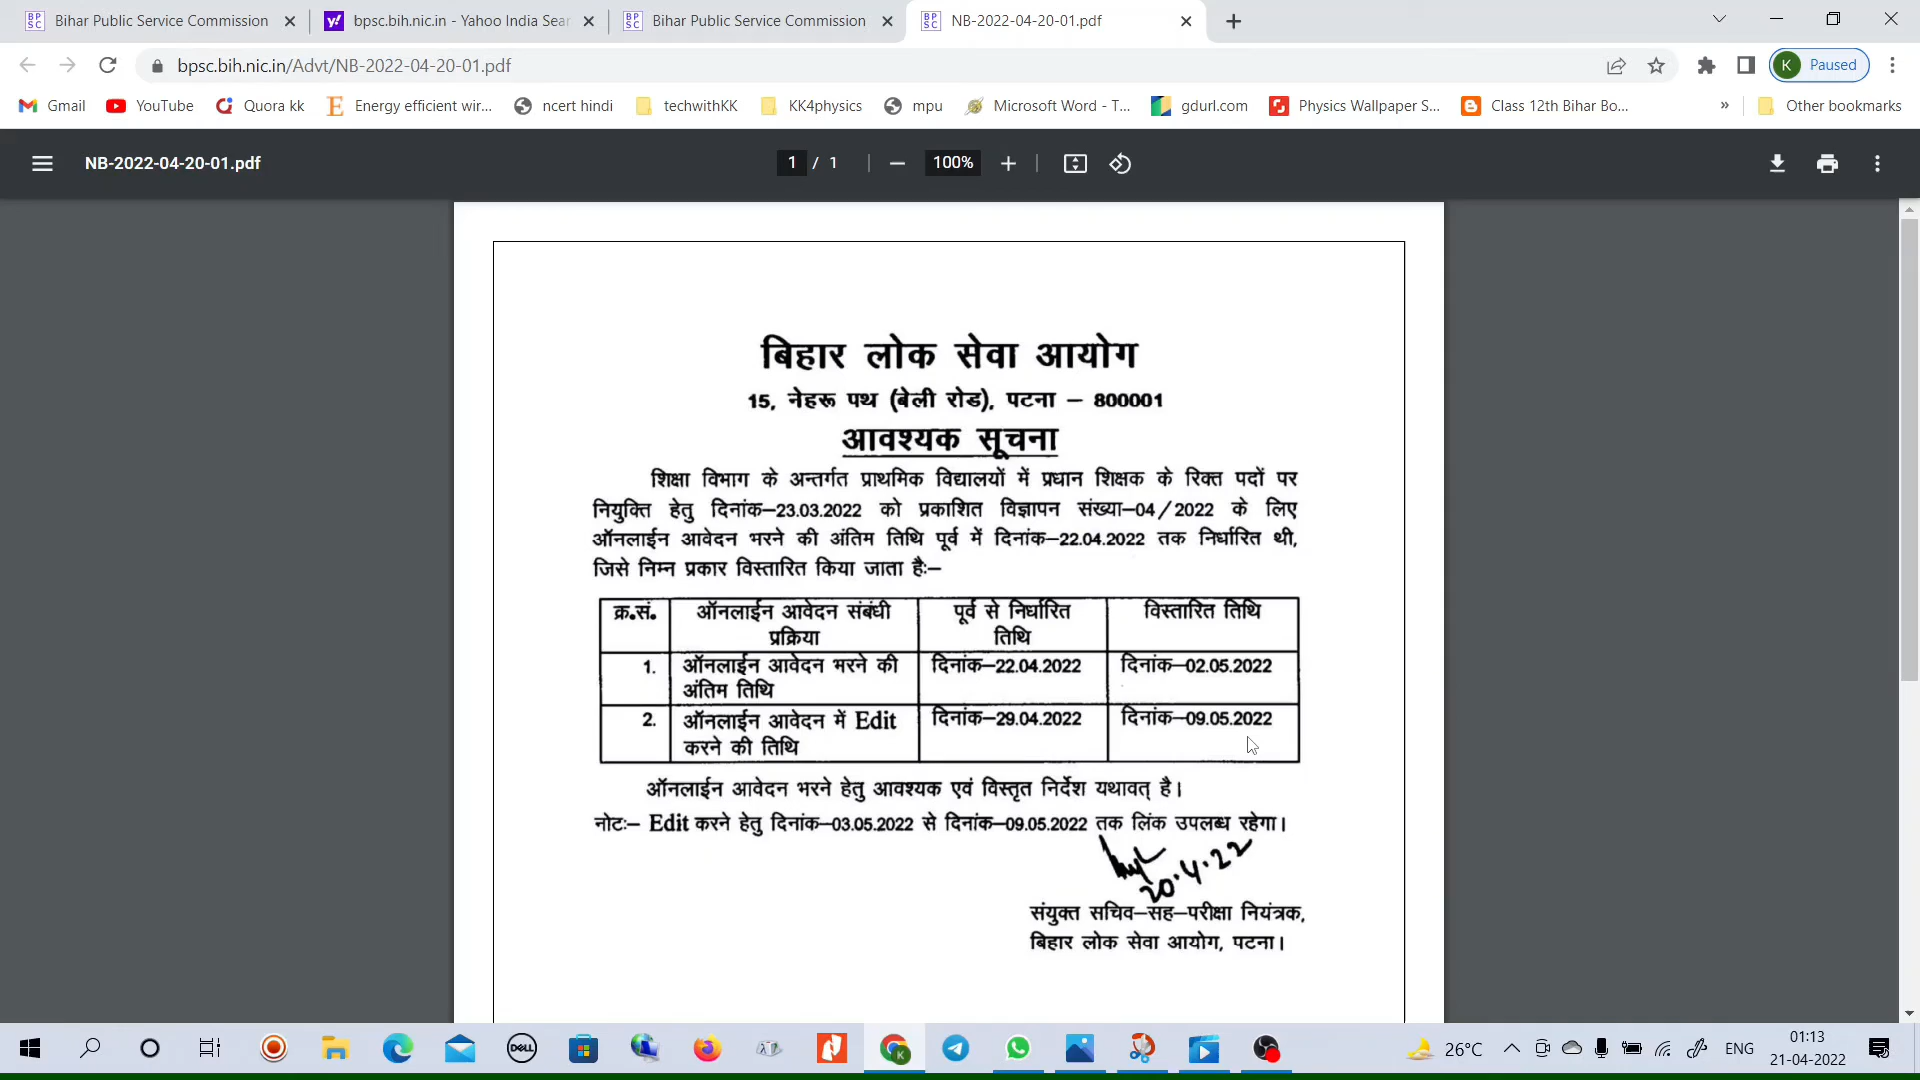 Bihar Public Service Commission
bpsc.bih.nic.in - Yahoo India Sear
Bihar Public Service Commission
NB-2022-04-20-01.pdf
bpsc.bih.nic.in/Advt/NB-2022-04-20-01.pdf
K Paused
Gmail YouTube Quora kk Energy efficient wir... ncert hindi techwithKK KK4physics mpu Microsoft Word - T... gdurl.com Physics Wallpaper S... Class 12th Bihar Bo... » Other bookmarks
NB-2022-04-20-01.pdf 1 / 1 100%
बिहार लोक सेवा आयोग
15, नेहरू पथ (बेली रोड), पटना – 800001
आवश्यक सूचना
शिक्षा विभाग के अन्तर्गत प्राथमिक विद्यालयों में प्रधान शिक्षक के रिक्त पदों पर
नियुक्ति हेतु दिनांक–23.03.2022 को प्रकाशित विज्ञापन संख्या–04/2022 के लिए
ऑनलाईन आवेदन भरने की अंतिम तिथि पूर्व में दिनांक–22.04.2022 तक निर्धारित थी,
जिसे निम्न प्रकार विस्तारित किया जाता हैः–
क्र.सं. ऑनलाईन आवेदन संबंधी प्रक्रिया पूर्व से निर्धारित तिथि विस्तारित तिथि
1. ऑनलाईन आवेदन भरने की अंतिम तिथि दिनांक–22.04.2022 दिनांक–02.05.2022
2. ऑनलाईन आवेदन में Edit करने की तिथि दिनांक–29.04.2022 दिनांक–09.05.2022
ऑनलाईन आवेदन भरने हेतु आवश्यक एवं विस्तृत निर्देश यथावत् है।
नोटः– Edit करने हेतु दिनांक–03.05.2022 से दिनांक–09.05.2022 तक लिंक उपलब्ध रहेगा।
20.4.22
संयुक्त सचिव–सह–परीक्षा नियंत्रक,
बिहार लोक सेवा आयोग, पटना।
DELL
26°C ENG
01:13
21-04-2022